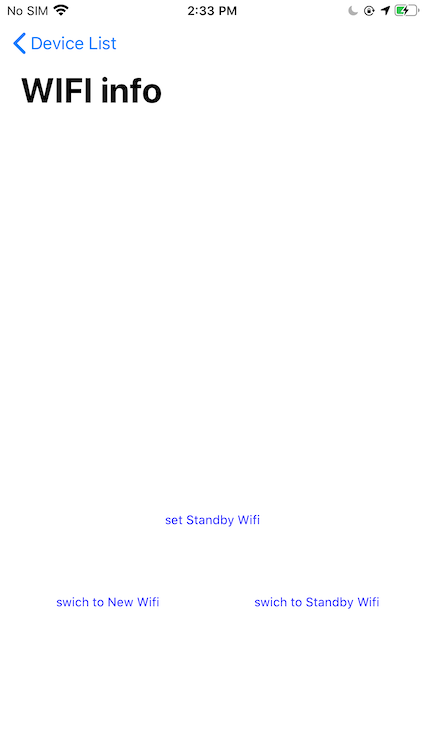 No SIM 2:33 PM
Device List
WIFI info
set Standby Wifi
swich to New Wifi swich to Standby Wifi